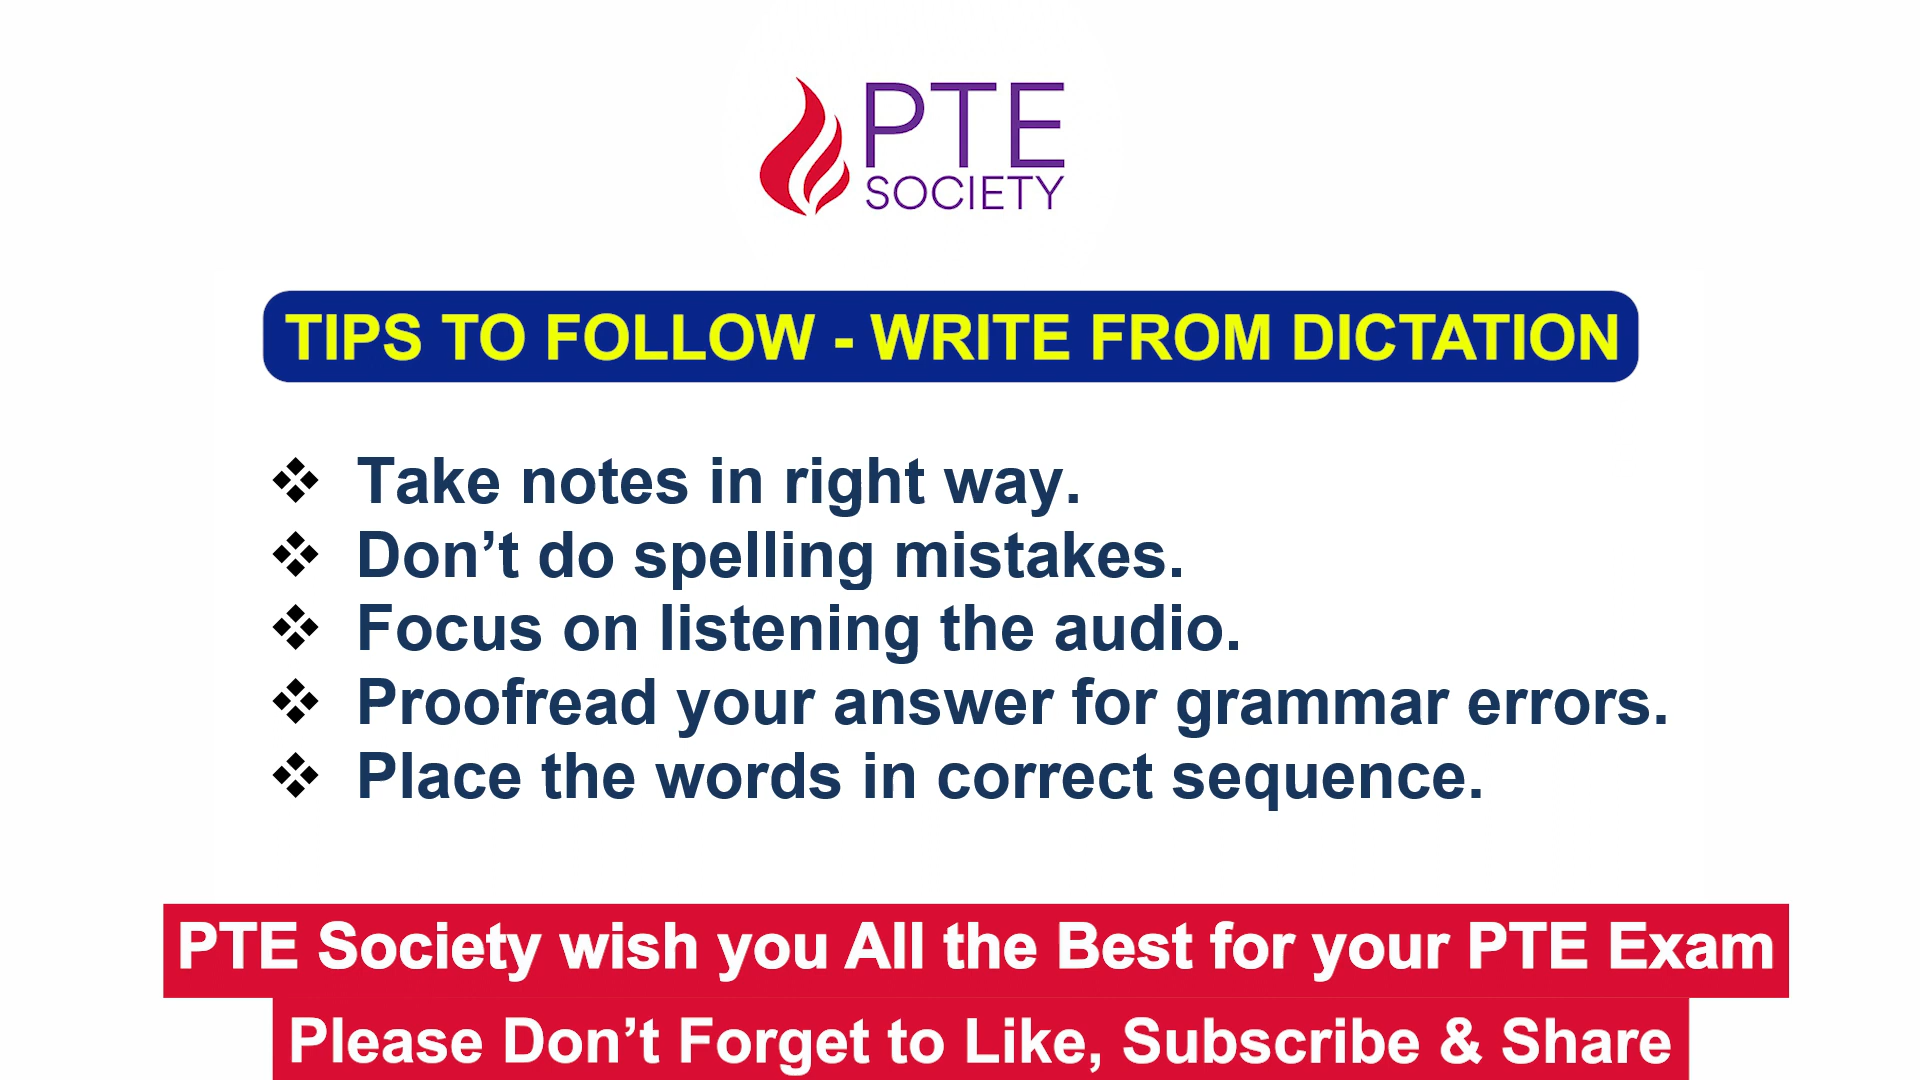 PTE
SOCIETY
TIPS TO FOLLOW - WRITE FROM DICTATION
❖ Take notes in right way.
❖ Don’t do spelling mistakes.
❖ Focus on listening the audio.
❖ Proofread your answer for grammar errors.
❖ Place the words in correct sequence.
PTE Society wish you All the Best for your PTE Exam
Please Don’t Forget to Like, Subscribe & Share